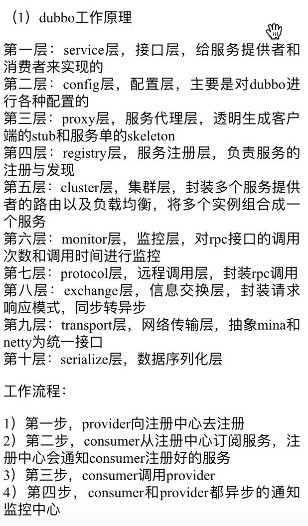 （1）dubbo工作原理
第一层：service层，接口层，给服务提供者和
消费者来实现的
第二层：config层，配置层，主要是对dubbo进
行各种配置的
第三层：proxy层，服务代理层，透明生成客户
端的stub和服务单的skeleton
第四层：registry层，服务注册层，负责服务的
注册与发现
第五层：cluster层，集群层，封装多个服务提供
者的路由以及负载均衡，将多个实例组合成一
个服务
第六层：monitor层，监控层，对rpc接口的调用
次数和调用时间进行监控
第七层：protocol层，远程调用层，封装rpc调用
第八层：exchange层，信息交换层，封装请求
响应模式，同步转异步
第九层：transport层，网络传输层，抽象mina和
netty为统一接口
第十层：serialize层，数据序列化层
工作流程：
1）第一步，provider向注册中心去注册
2）第二步，consumer从注册中心订阅服务，注
册中心会通知consumer注册好的服务
3）第三步，consumer调用provider
4）第四步，consumer和provider都异步的通知
监控中心